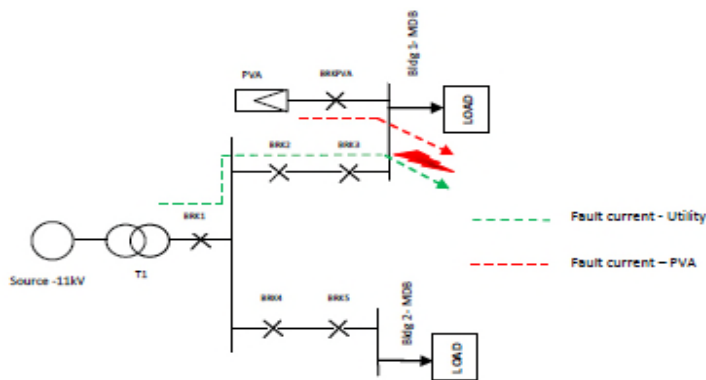 Bldg 1- MDB
PVA
BRKPVA
LOAD
BRK2
BRK3
BRK1
Fault current - Utility
Fault current – PVA
Source -11kV
T1
BRK4
BRK5
Bldg 2- MDB
LOAD